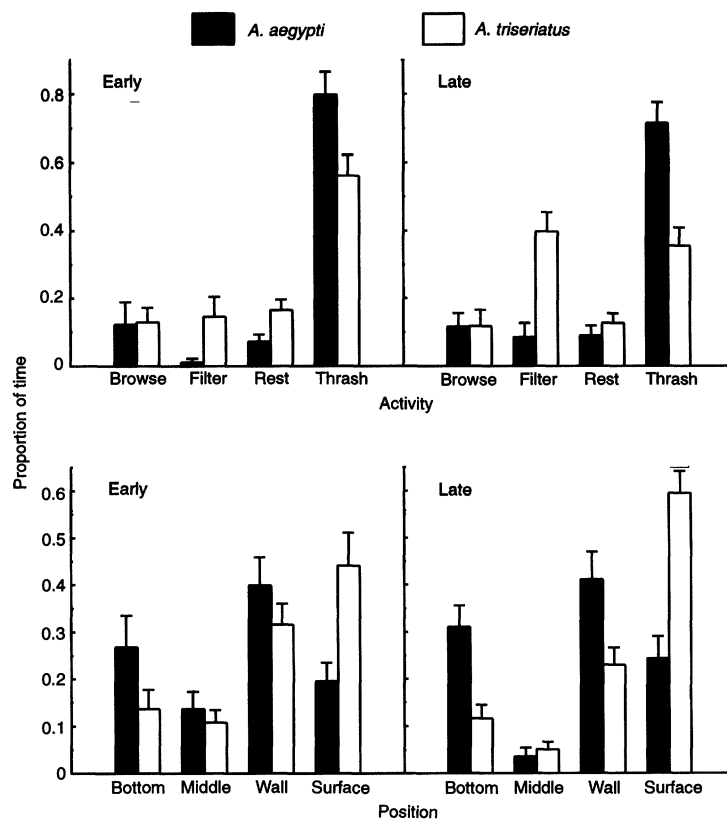 A. aegypti
A. triseriatus
Proportion of time
Early
Late
0.8
0.6
0.4
0.2
0
Browse Filter Rest Thrash Browse Filter Rest Thrash
Activity
Early
Late
0.6
0.5
0.4
0.3
0.2
0.1
0
Bottom Middle Wall Surface Bottom Middle Wall Surface
Position